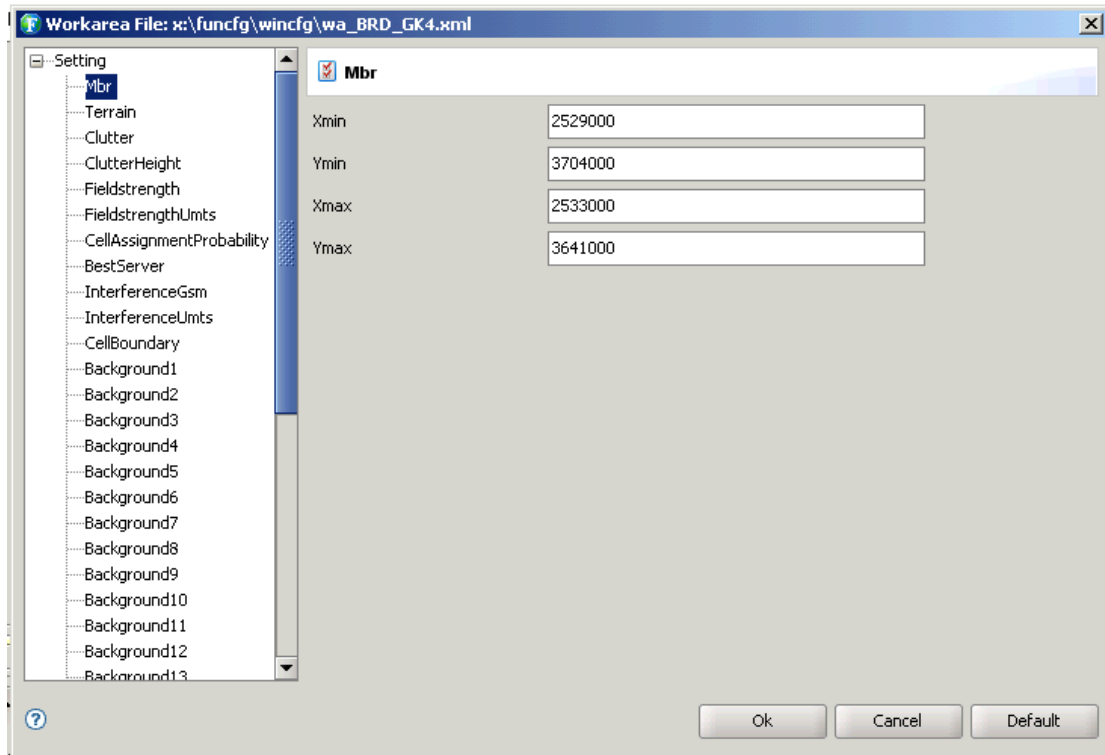 Workarea File: x:\funcfg\wincfg\wa_BRD_GK4.xml
Setting
Mbr
Terrain
Clutter
ClutterHeight
Fieldstrength
FieldstrengthUmts
CellAssignmentProbability
BestServer
InterferenceGsm
InterferenceUmts
CellBoundary
Background1
Background2
Background3
Background4
Background5
Background6
Background7
Background8
Background9
Background10
Background11
Background12
Background13
Mbr
Xmin 2529000
Ymin 3704000
Xmax 2533000
Ymax 3641000
Ok Cancel Default